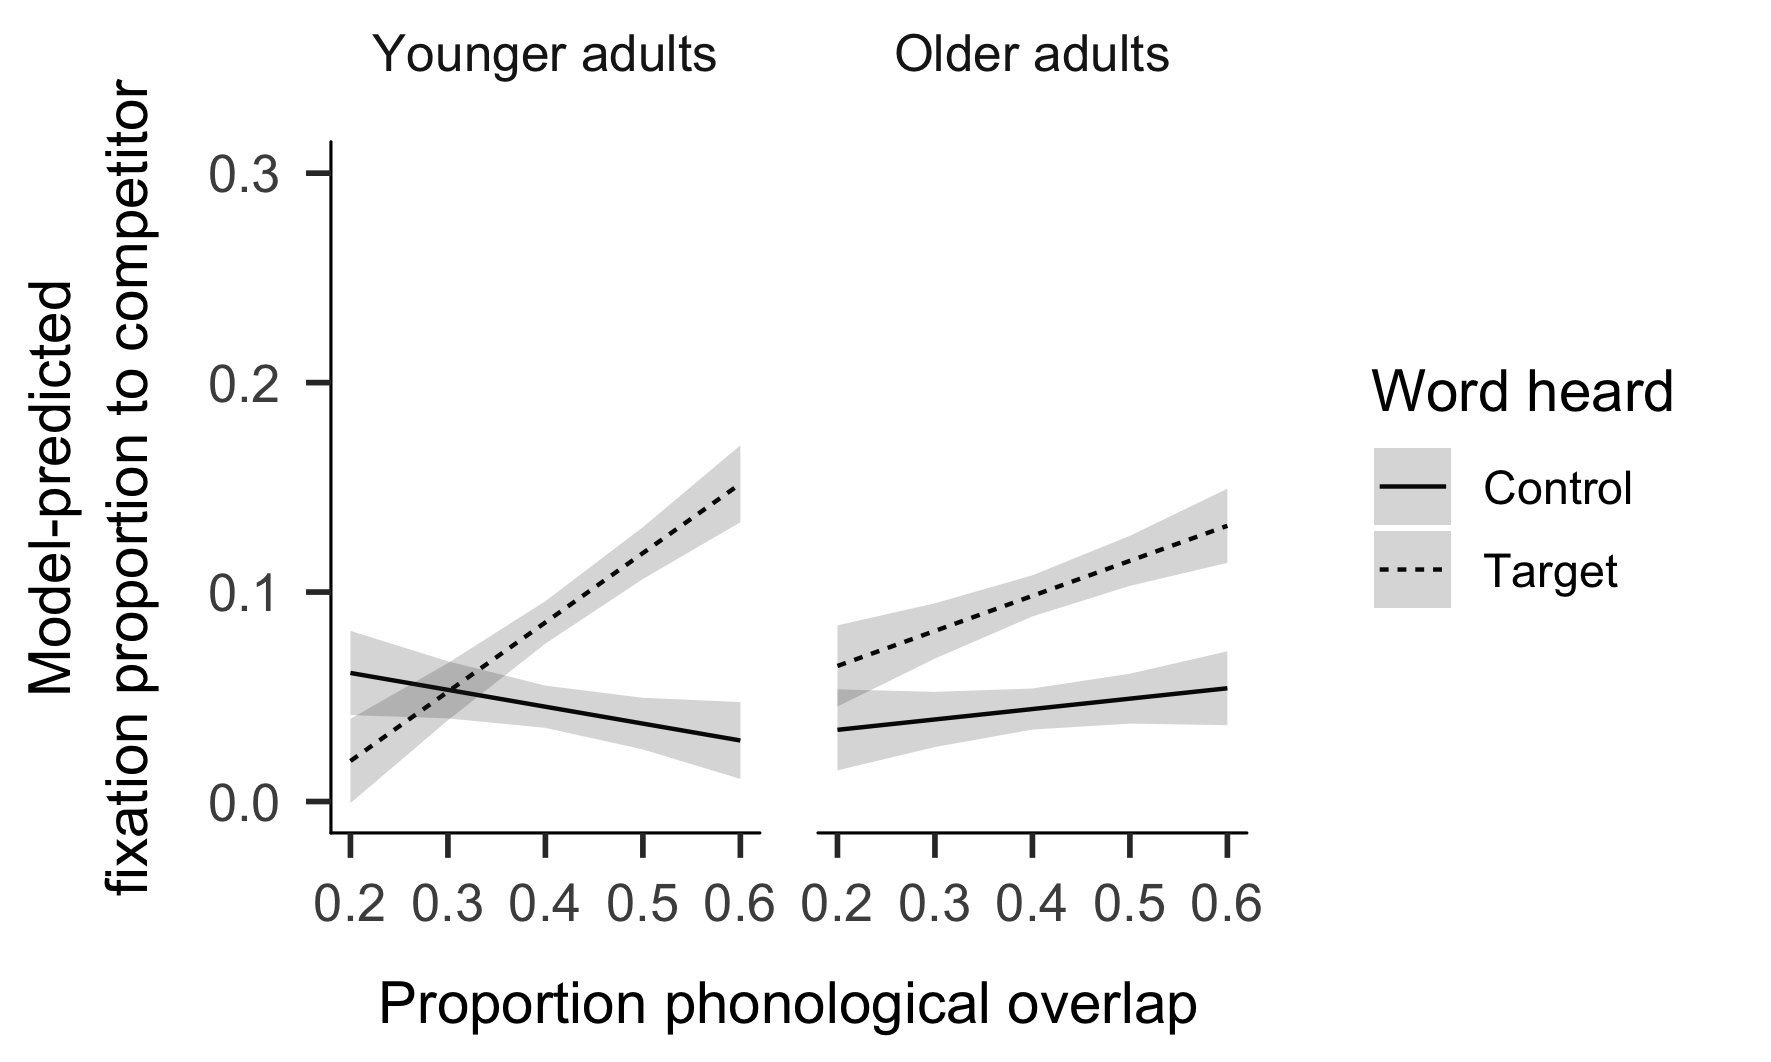 Younger adults
Older adults
Model-predicted
fixation proportion to competitor
0.3
0.2
0.1
0.0
0.2 0.3 0.4 0.5 0.6
0.2 0.3 0.4 0.5 0.6
Proportion phonological overlap
Word heard
Control
Target